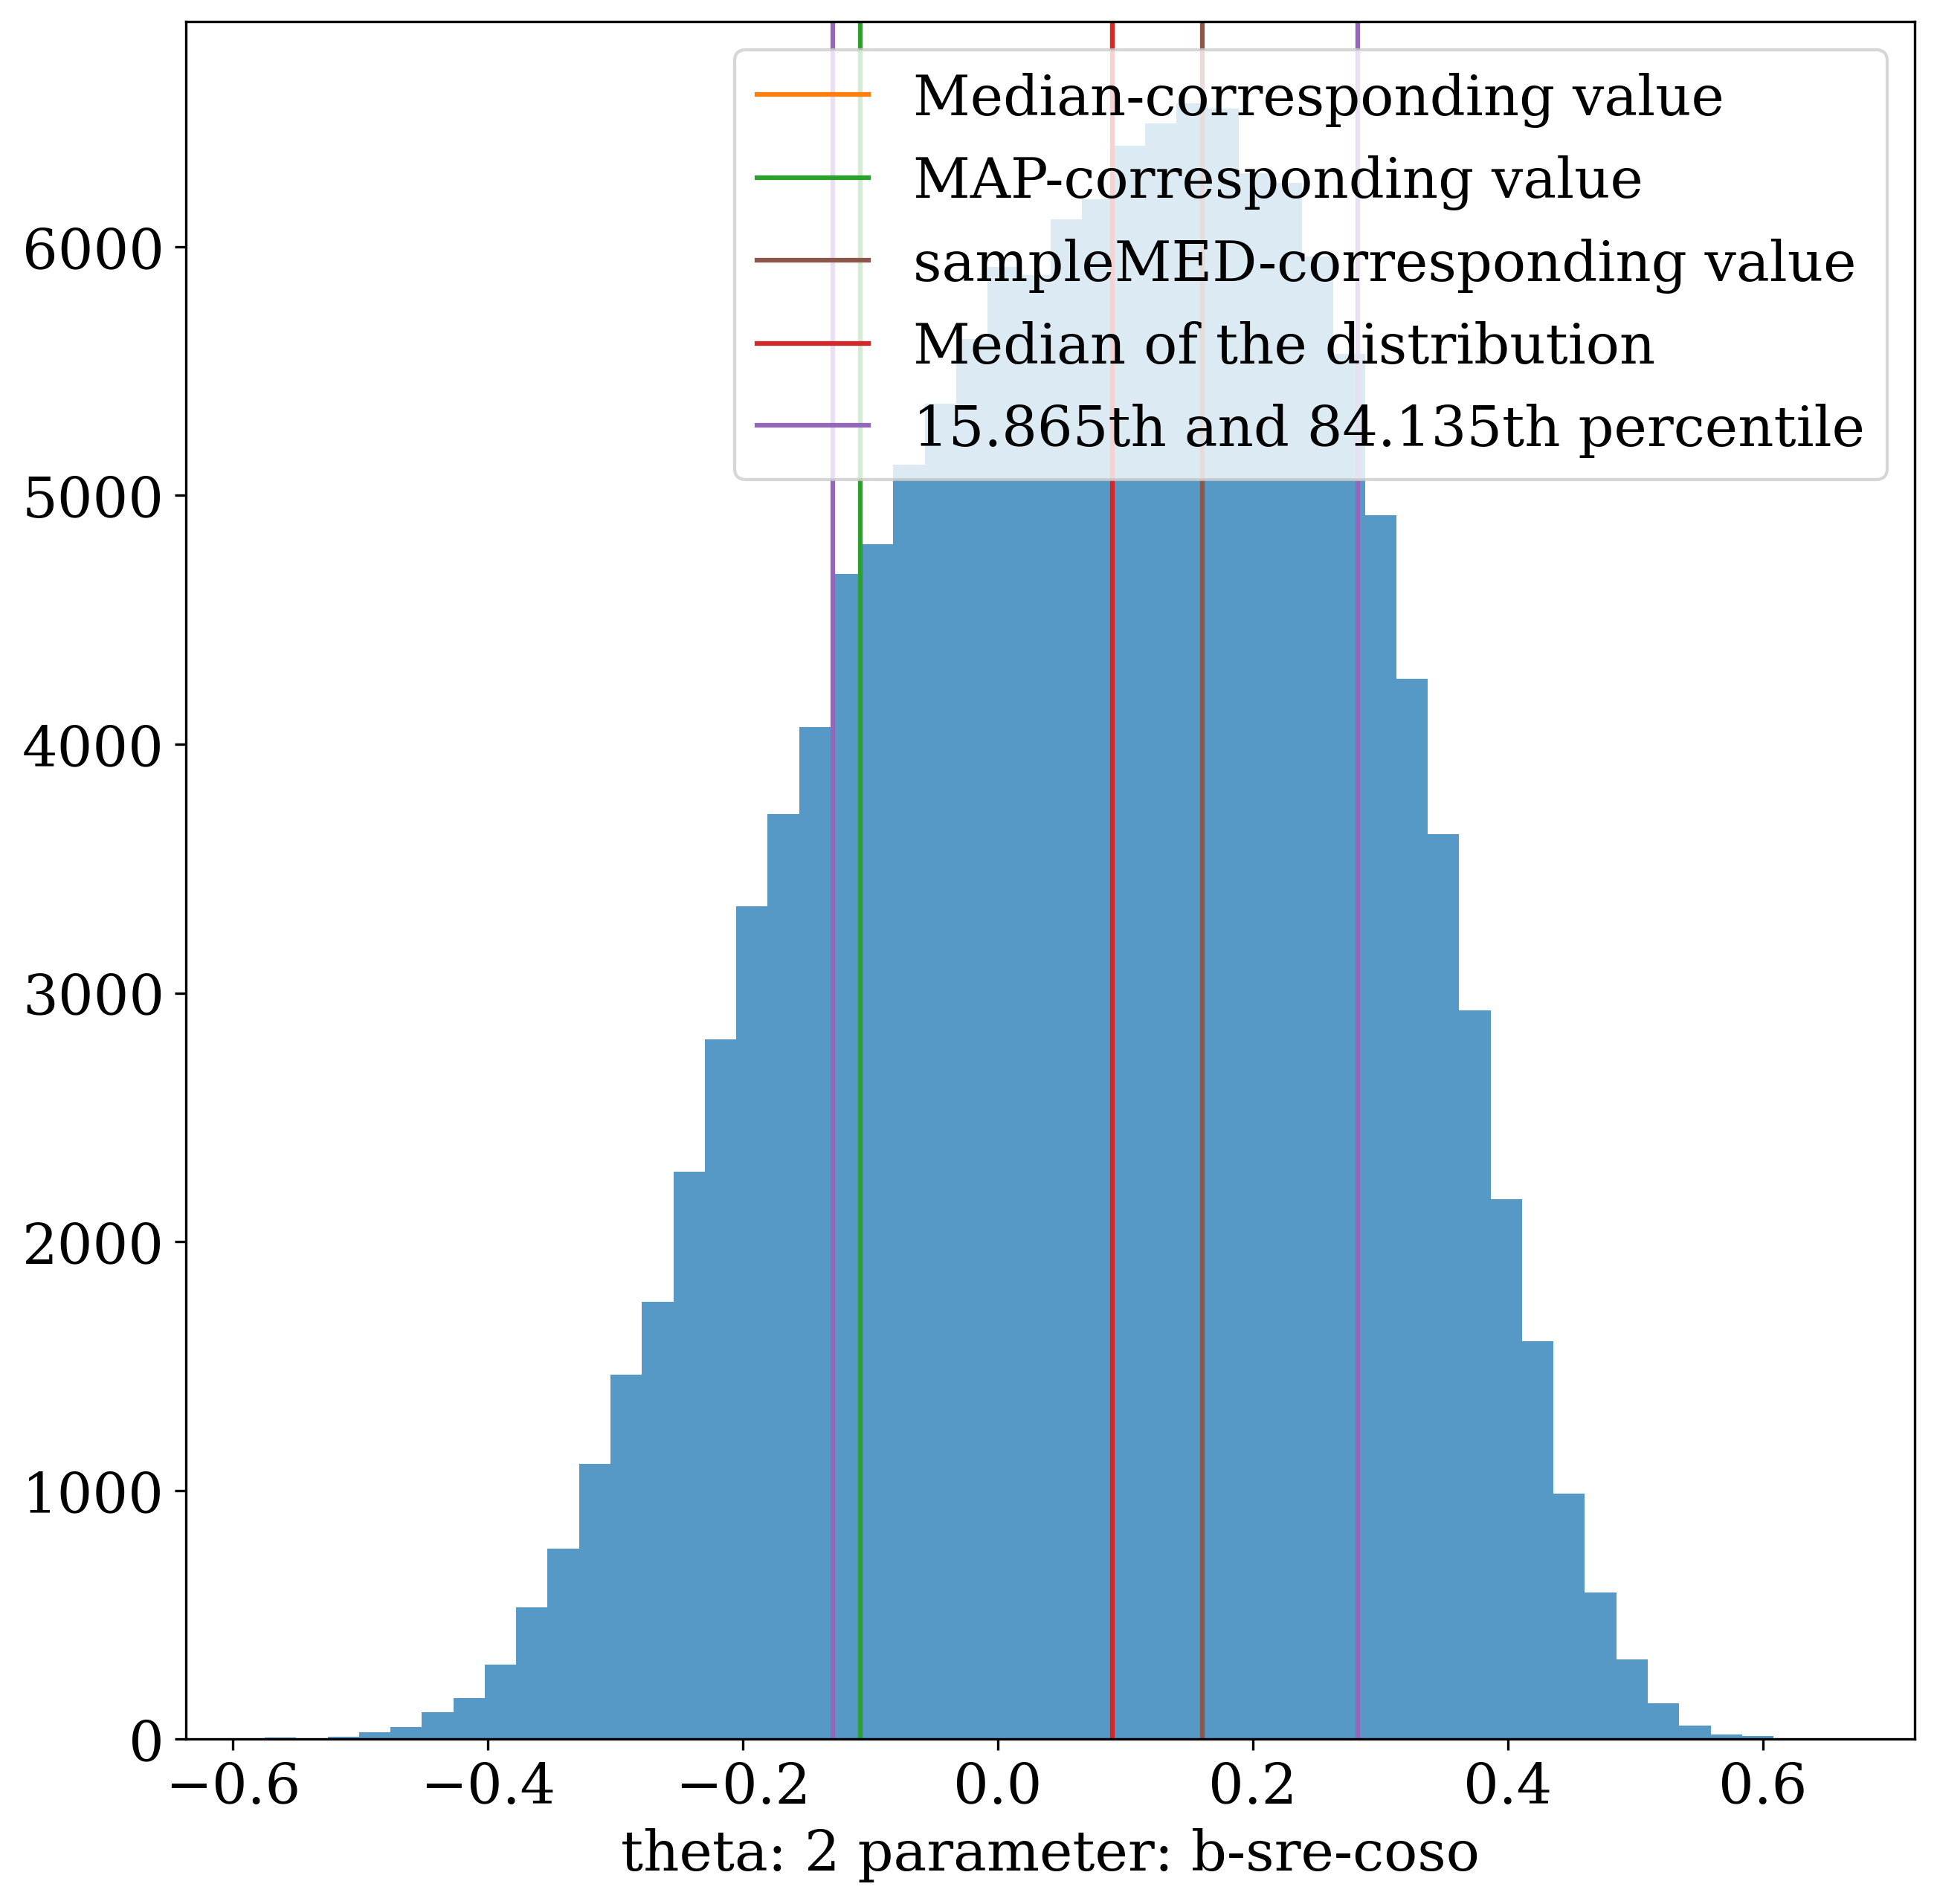 Median-corresponding value
MAP-corresponding value
sampleMED-corresponding value
Median of the distribution
15.865th and 84.135th percentile
6000
5000
4000
3000
2000
1000
0
−0.6 −0.4 −0.2 0.0 0.2 0.4 0.6
theta: 2 parameter: b-sre-coso